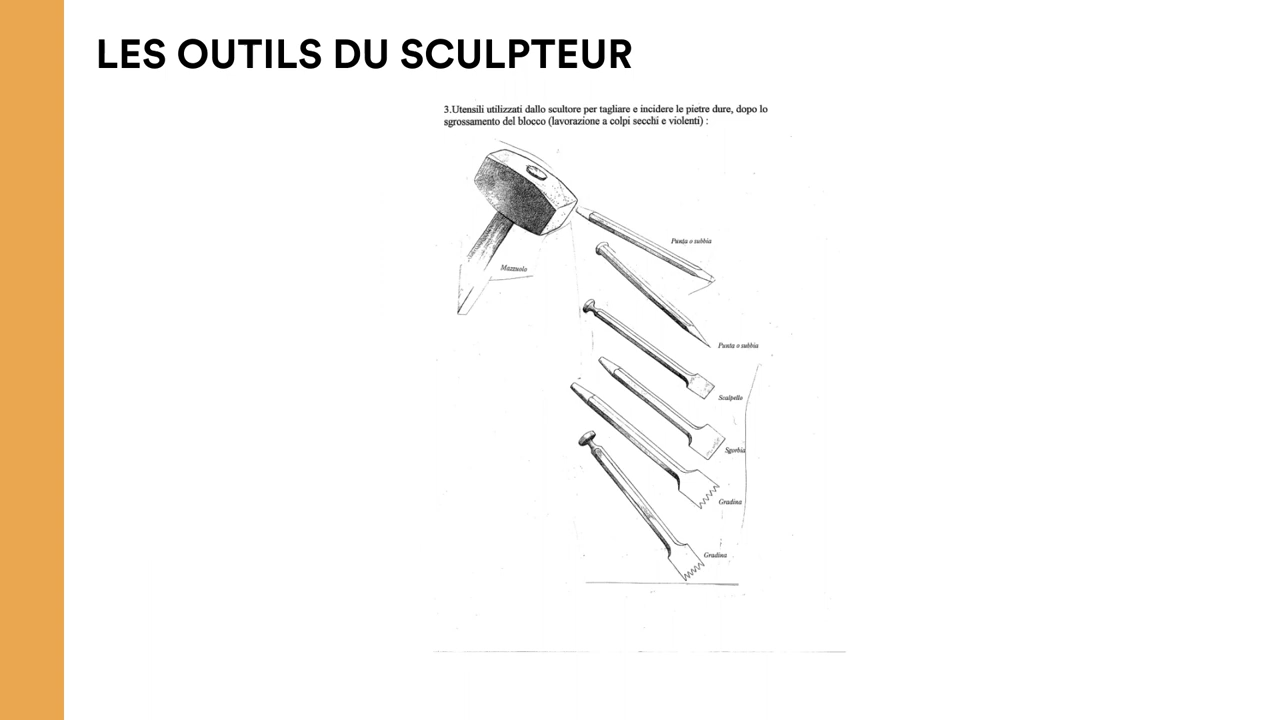 LES OUTILS DU SCULPTEUR
3.Utensili utilizzati dallo scultore per tagliare e incidere le pietre dure, dopo lo
sgrossamento del blocco (lavorazione a colpi secchi e violenti) :
Punta o subbia
Mazzuolo
Punta o subbia
Scalpello
Sgorbia
Gradina
Gradina